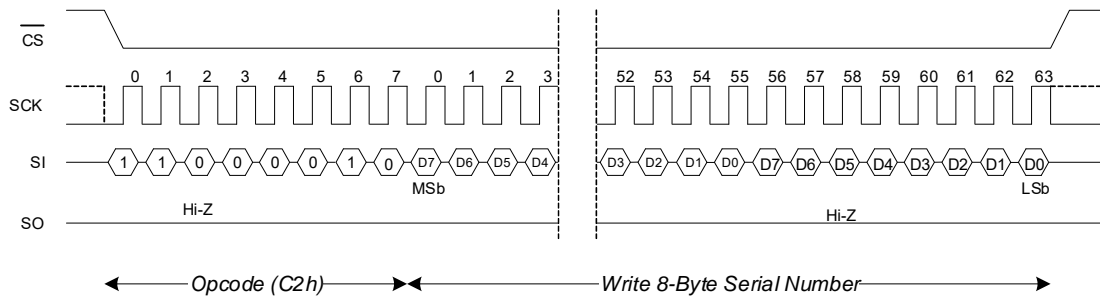 CS
0 1 2 3 4 5 6 7 0 1 2 3 52 53 54 55 56 57 58 59 60 61 62 63
SCK
SI 1 1 0 0 0 0 1 0 D7 D6 D5 D4 D3 D2 D1 D0 D7 D6 D5 D4 D3 D2 D1 D0
MSb LSb
Hi-Z Hi-Z
SO
Opcode (C2h) Write 8-Byte Serial Number